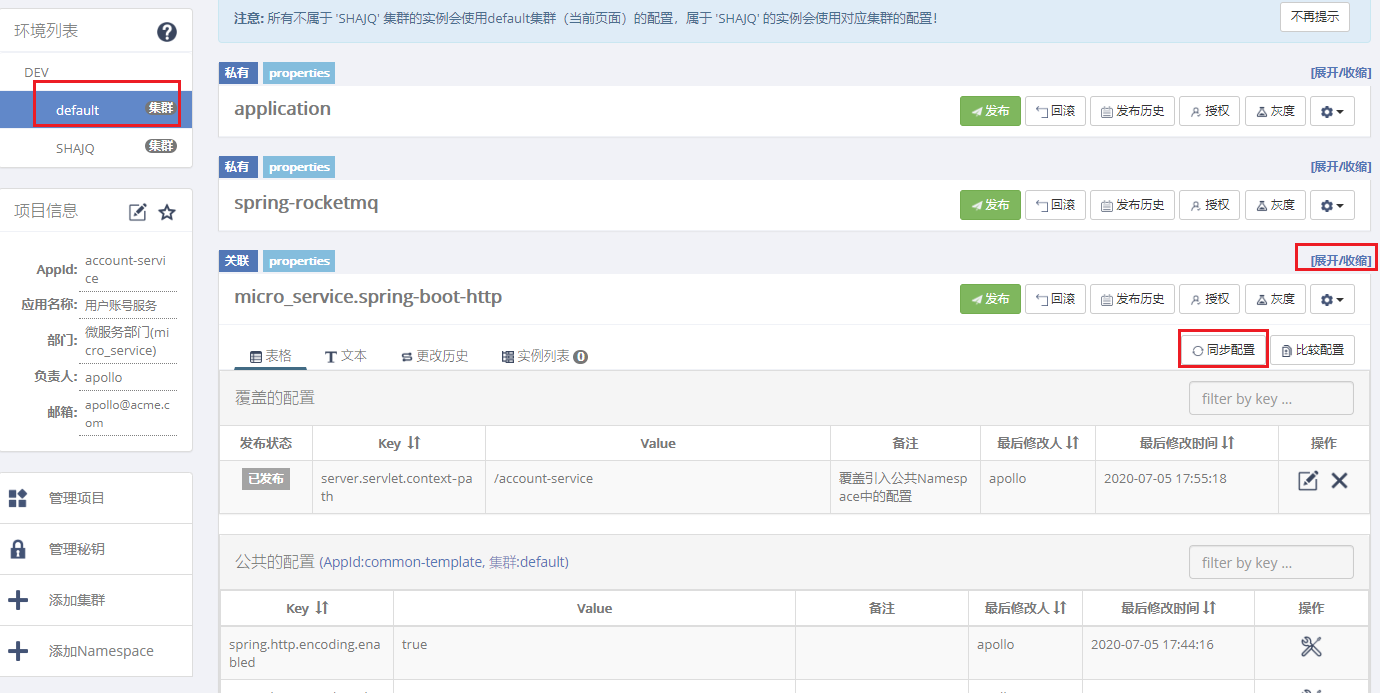 环境列表
DEV
default 集群
SHAJQ 集群
项目信息
AppId: account-servi
ce
应用名称: 用户账号服务
部门: 微服务部门(mi
cro_service)
负责人: apollo
邮箱: apollo@acme.c
om
管理项目
管理秘钥
添加集群
添加Namespace
注意: 所有不属于 'SHAJQ' 集群的实例会使用default集群（当前页面）的配置，属于 'SHAJQ' 的实例会使用对应集群的配置！ 不再提示
私有 properties [展开/收缩]
application 发布 回滚 发布历史 授权 灰度
私有 properties [展开/收缩]
spring-rocketmq 发布 回滚 发布历史 授权 灰度
关联 properties [展开/收缩]
micro_service.spring-boot-http 发布 回滚 发布历史 授权 灰度
表格 文本 更改历史 实例列表 0 同步配置 比较配置
覆盖的配置 filter by key ...
发布状态 Key Value 备注 最后修改人 最后修改时间 操作
已发布 server.servlet.context-pa /account-service 覆盖引入公共Namesp apollo 2020-07-05 17:55:18
th ace中的配置
公共的配置 (AppId:common-template, 集群:default) filter by key ...
Key Value 备注 最后修改人 最后修改时间 操作
spring.http.encoding.ena true apollo 2020-07-05 17:44:16
bled